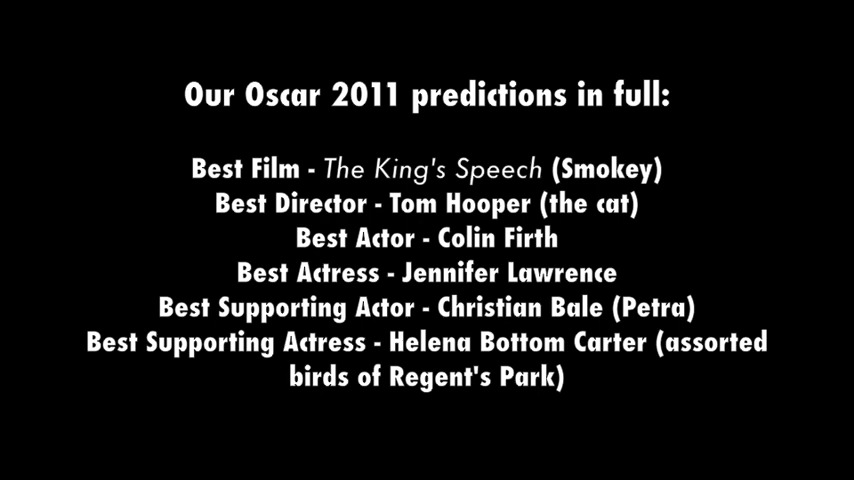 Our Oscar 2011 predictions in full:
Best Film - The King's Speech (Smokey)
Best Director - Tom Hooper (the cat)
Best Actor - Colin Firth
Best Actress - Jennifer Lawrence
Best Supporting Actor - Christian Bale (Petra)
Best Supporting Actress - Helena Bottom Carter (assorted
birds of Regent's Park)